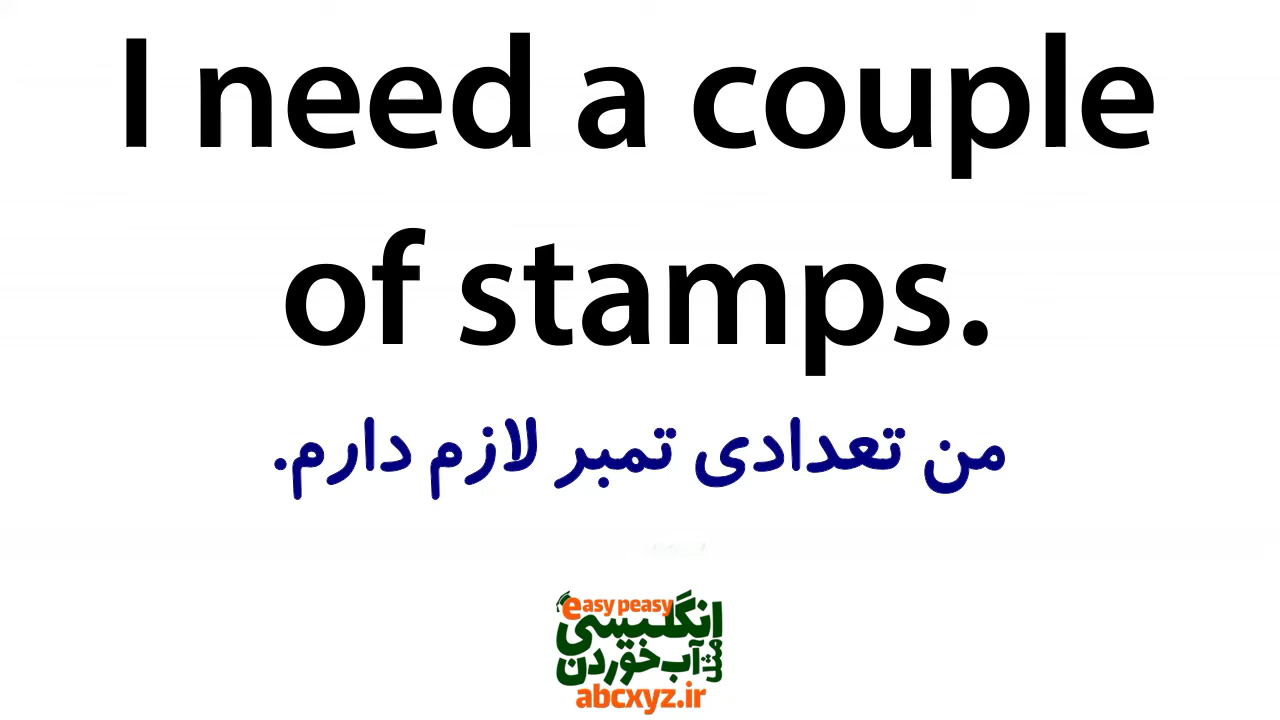 I need a couple
of stamps.
من تعدادی تمبر لازم دارم.
easy peasy
انگلیسی
مثل آب خوردن
abcxyz.ir